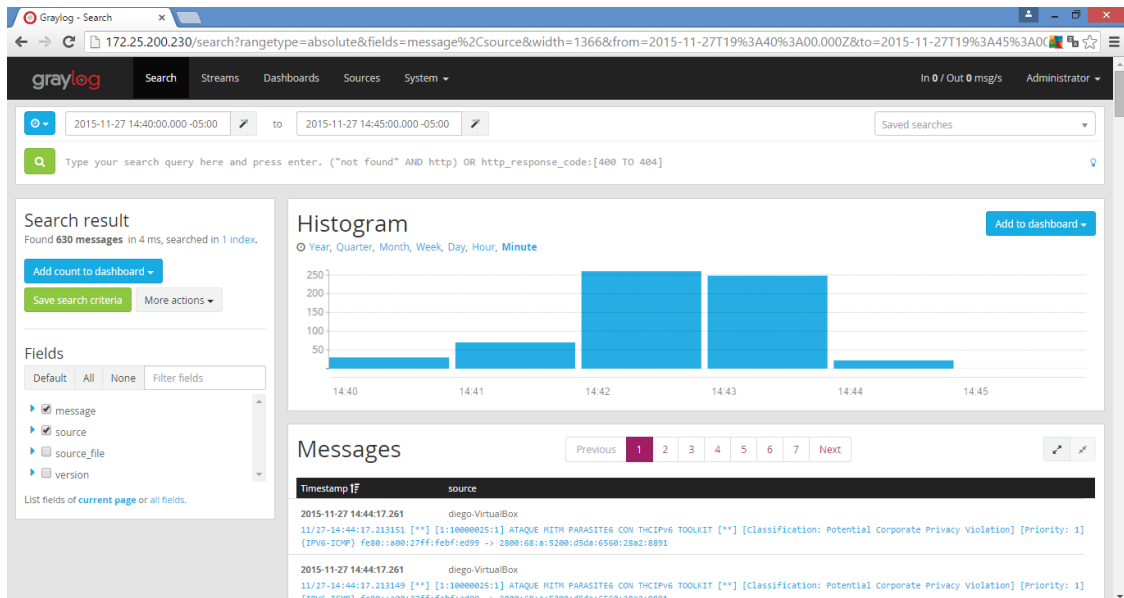 Graylog - Search
172.25.200.230/search?rangetype=absolute&fields=message%2Csource&width=1366&from=2015-11-27T19%3A40%3A00.000Z&to=2015-11-27T19%3A45%3A00
graylog Search Streams Dashboards Sources System In 0 / Out 0 msg/s Administrator
2015-11-27 14:40:00.000 -05:00 to 2015-11-27 14:45:00.000 -05:00 Saved searches
Type your search query here and press enter. ("not found" AND http) OR http_response_code:[400 TO 404]
Search result
Found 630 messages in 4 ms, searched in 1 index.
Add count to dashboard
Save search criteria More actions
Fields
Default All None Filter fields
message
source
source_file
version
List fields of current page or all fields.
Histogram
Add to dashboard
Year, Quarter, Month, Week, Day, Hour, Minute
250
200
150
100
50
14:40 14:41 14:42 14:43 14:44 14:45
Messages
Previous 1 2 3 4 5 6 7 Next
Timestamp source
2015-11-27 14:44:17.261 diego-VirtualBox
11/27-14:44:17.213151 [**] [1:10000025:1] ATAQUE MITM PARASITE6 CON THCIPv6 TOOLKIT [**] [Classification: Potential Corporate Privacy Violation] [Priority: 1]
{IPV6-ICMP} fe80::a00:27ff:febf:ed99 -> 2800:68:a:5200:d5da:6560:28a2:8891
2015-11-27 14:44:17.261 diego-VirtualBox
11/27-14:44:17.213149 [**] [1:10000025:1] ATAQUE MITM PARASITE6 CON THCIPv6 TOOLKIT [**] [Classification: Potential Corporate Privacy Violation] [Priority: 1]